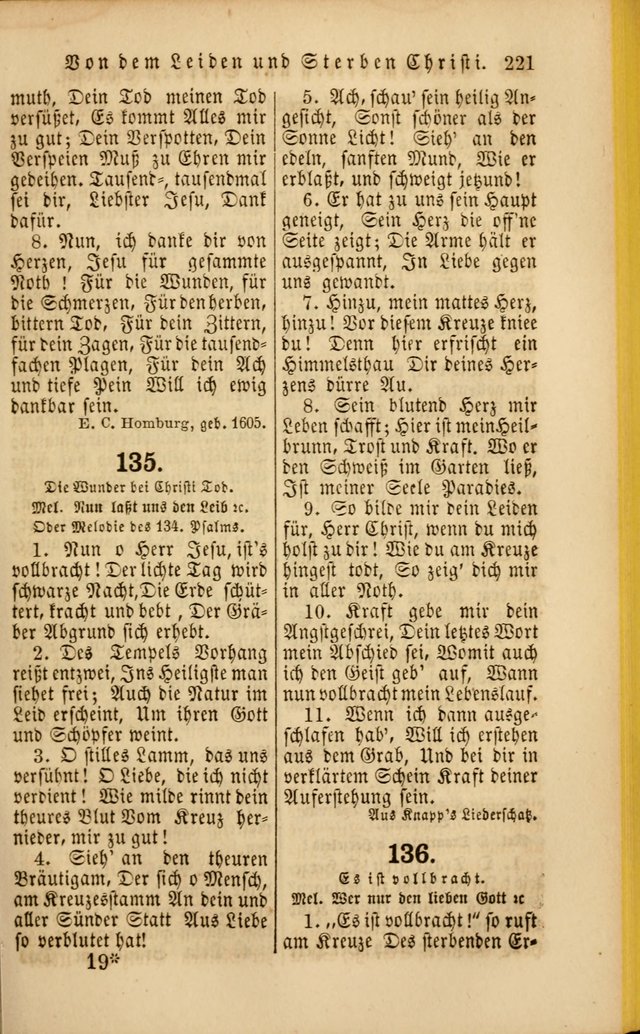 Von dem Leiden und Sterben Christi. 221
muth, Dein Tod meinen Tod
versüßet, Es kommt Alles mir
zu gut; Dein Verspotten, Dein
Verspeien Muß zu Ehren mir
gedeihen. Tausend-, tausendmal
sei dir, Liebster Jesu, Dank
dafür.
8. Nun, ich danke dir von
Herzen, Jesu für gesammte
Noth ! Für die Wunden, für
die Schmerzen, Für den herben,
bittern Tod, Für dein Zittern,
für dein Zagen, Für die tausend-
fachen Plagen, Für dein Ach
und tiefe Pein Will ich ewig
dankbar sein.
E. C. Homburg, geb. 1605.
135.
Die Wunder bei Christi Tod.
Mel. Nun laßt uns den Leib ꝛc.
Oder Melodie des 134. Psalms.
1. Nun o Herr Jesu, ist's
vollbracht! Der lichte Tag wird
schwarze Nacht, Die Erde schüt-
tert, kracht und bebt , Der Grä-
ber Abgrund sich erhebt.
2. Des Tempels Vorhang
reißt entzwei, Ins Heiligste man
siehet frei; Auch die Natur im
Leid erscheint, Um ihren Gott
und Schöpfer weint.
3. O stilles Lamm, das uns
versühnt! O Liebe, die ich nicht
verdient! Wie milde rinnt dein
theures Blut Vom Kreuz her-
nieder, mir zu gut!
4. Sieh' an den theuren
Bräutigam, Der sich o Mensch,
am Kreuzesstamm An dein und
aller Sünder Statt Aus Liebe
so verblutet hat!
19*
5. Ach, schau' sein heilig An-
gesicht, Sonst schöner als der
Sonne Licht! Sieh' an den
edeln, sanften Mund, Wie er
erblaßt, und schweigt jetzund!
6. Er hat zu uns sein Haupt
geneigt, Sein Herz die off'ne
Seite zeigt; Die Arme hält er
ausgespannt, In Liebe gegen
uns gewandt.
7. Hinzu, mein mattes Herz,
hinzu! Vor diesem Kreuze kniee
du! Denn hier erfrischt ein
Himmelsthau Dir deines Her-
zens dürre Au.
8. Sein blutend Herz mir
Leben schafft; Hier ist mein Heil-
brunn, Trost und Kraft. Wo er
den Schweiß im Garten ließ,
Ist meiner Seele Paradies.
9. So bilde mir dein Leiden
für, Herr Christ, wenn du mich
holst zu dir! Wie du am Kreuze
hingest todt, So zeig' dich mir
in aller Noth.
10. Kraft gebe mir dein
Angstgeschrei, Dein letztes Wort
mein Abschied sei, Womit auch
ich den Geist geb' auf, Wann
nun vollbracht mein Lebenslauf.
11. Wenn ich dann ausge-
schlafen hab', Will ich erstehen
aus dem Grab, Und bei dir in
verklärtem Schein Kraft deiner
Auferstehung sein.
Aus Knapp's Liederschatz.
136.
Es ist vollbracht.
Mel. Wer nur den lieben Gott ꝛc
1. „Es ist vollbracht!" so ruft
am Kreuze Des sterbenden Er-